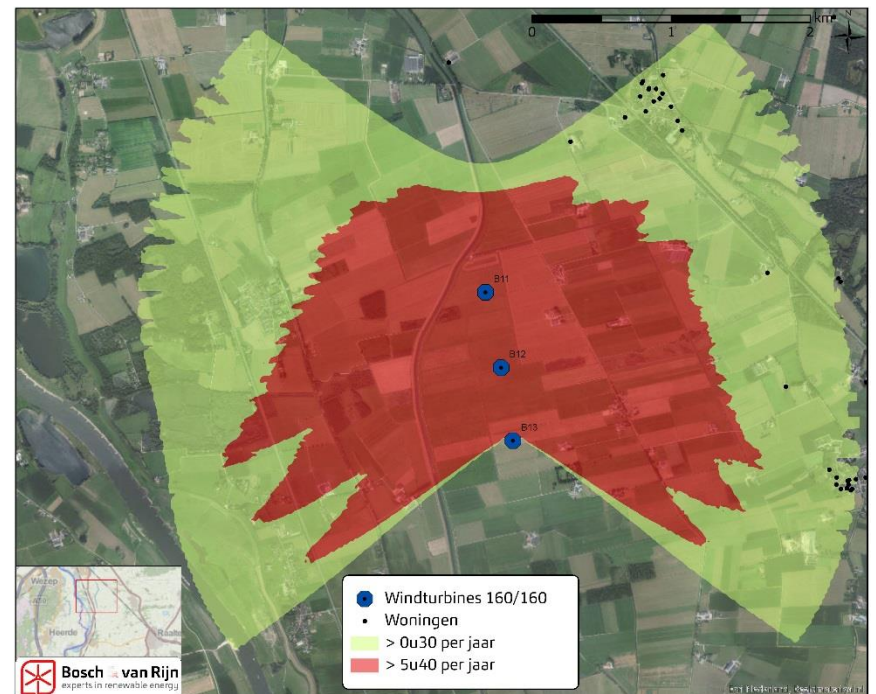 km
0 1 2
B11
B12
B13
Windturbines 160/160
Woningen
> 0u30 per jaar
> 5u40 per jaar
Wezep
Heerde
Raalte
Bosch & van Rijn
experts in renewable energy